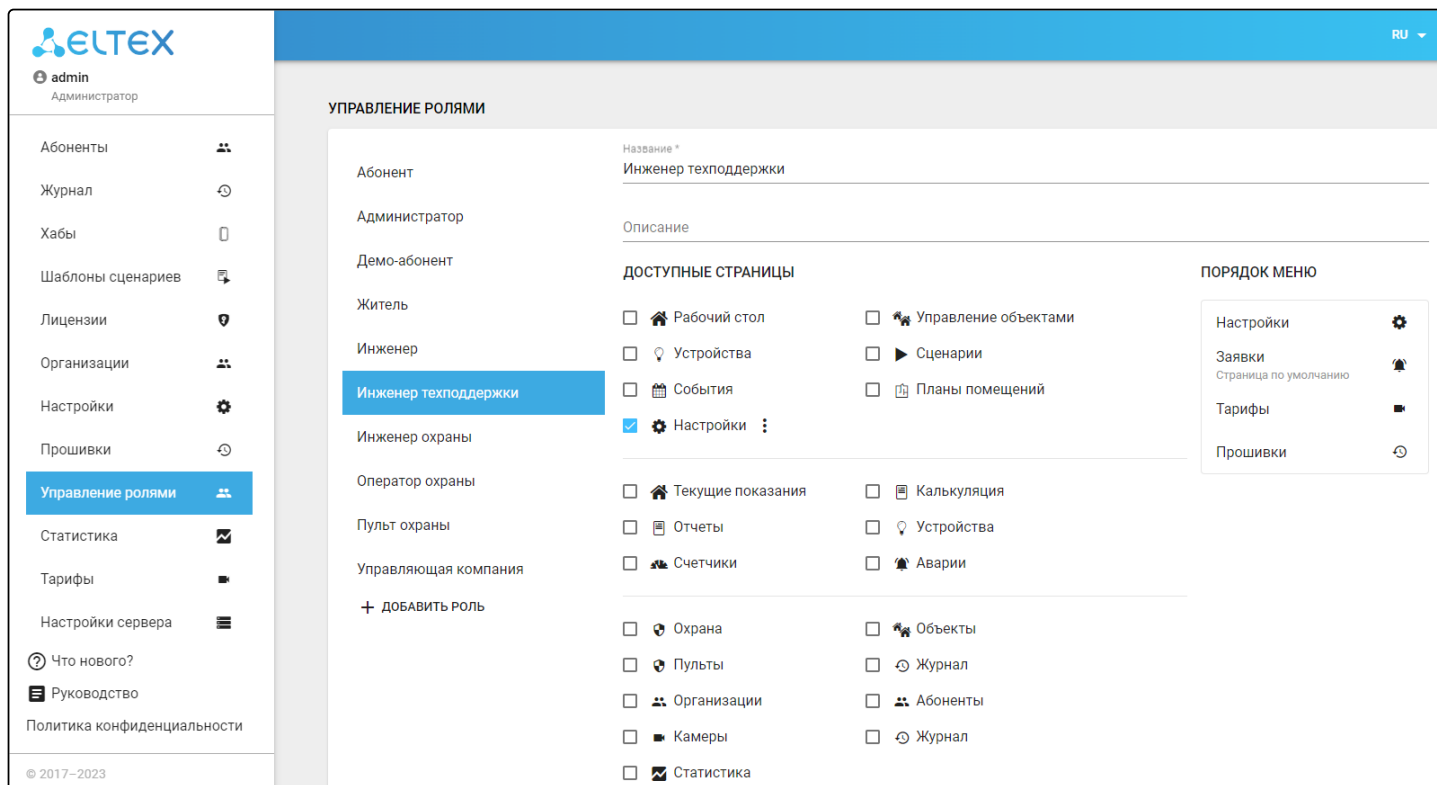 ELTEX
admin
Администратор
Абоненты
Журнал
Хабы
Шаблоны сценариев
Лицензии
Организации
Настройки
Прошивки
Управление ролями
Статистика
Тарифы
Настройки сервера
Что нового?
Руководство
Политика конфиденциальности
© 2017–2023
RU
УПРАВЛЕНИЕ РОЛЯМИ
Абонент
Администратор
Демо-абонент
Житель
Инженер
Инженер техподдержки
Инженер охраны
Оператор охраны
Пульт охраны
Управляющая компания
+ ДОБАВИТЬ РОЛЬ
Название *
Инженер техподдержки
Описание
ДОСТУПНЫЕ СТРАНИЦЫ
Рабочий стол
Управление объектами
Устройства
Сценарии
События
Планы помещений
Настройки
Текущие показания
Калькуляция
Отчеты
Устройства
Счетчики
Аварии
Охрана
Объекты
Пульты
Журнал
Организации
Абоненты
Камеры
Журнал
Статистика
ПОРЯДОК МЕНЮ
Настройки
Заявки
Страница по умолчанию
Тарифы
Прошивки